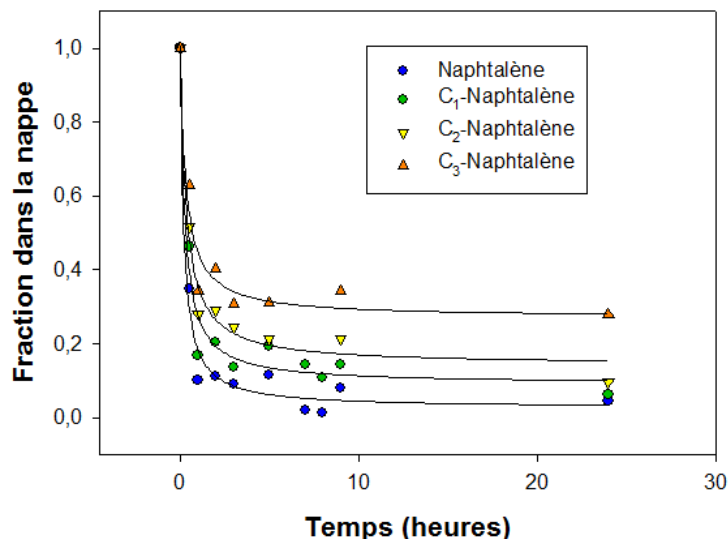 Fraction dans la nappe
1,0
0,8
0,6
0,4
0,2
0,0
Naphtalène
C₁-Naphtalène
C₂-Naphtalène
C₃-Naphtalène
0
10
20
30
Temps (heures)